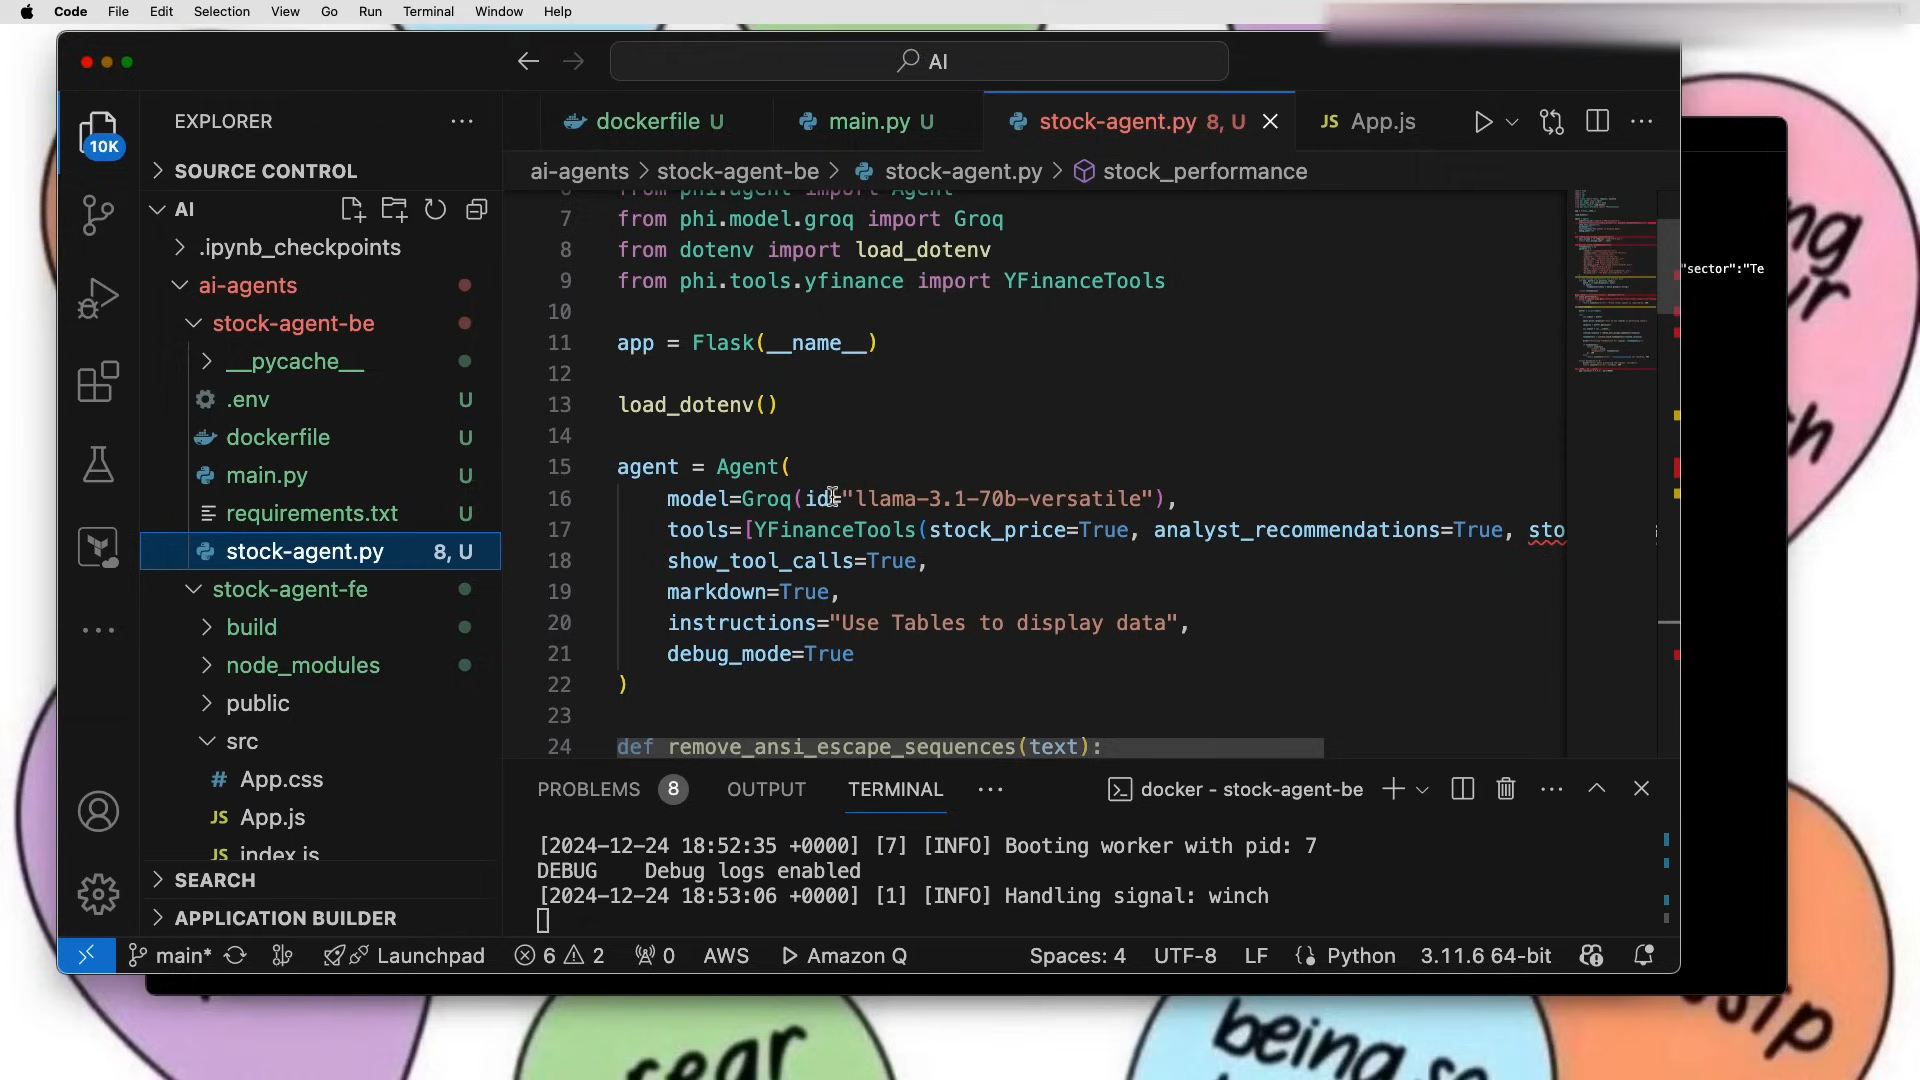 Code File Edit Selection View Go Run Terminal Window Help
AI
10K
EXPLORER
SOURCE CONTROL
AI
.ipynb_checkpoints
ai-agents
stock-agent-be
__pycache__
.env U
dockerfile U
main.py U
requirements.txt U
stock-agent.py 8, U
stock-agent-fe
build
node_modules
public
src
# App.css
JS App.js
JS index.js
SEARCH
APPLICATION BUILDER
dockerfile U main.py U stock-agent.py 8, U JS App.js
ai-agents > stock-agent-be > stock-agent.py > stock_performance
6 from phi.agent import Agent
7 from phi.model.groq import Groq
8 from dotenv import load_dotenv
9 from phi.tools.yfinance import YFinanceTools
10
11 app = Flask(__name__)
12
13 load_dotenv()
14
15 agent = Agent(
16 model=Groq(id="llama-3.1-70b-versatile"),
17 tools=[YFinanceTools(stock_price=True, analyst_recommendations=True, sto
18 show_tool_calls=True,
19 markdown=True,
20 instructions="Use Tables to display data",
21 debug_mode=True
22 )
23
24 def remove_ansi_escape_sequences(text):
PROBLEMS 8 OUTPUT TERMINAL docker - stock-agent-be
[2024-12-24 18:52:35 +0000] [7] [INFO] Booting worker with pid: 7
DEBUG Debug logs enabled
[2024-12-24 18:53:06 +0000] [1] [INFO] Handling signal: winch
main* Launchpad 6 2 0 AWS Amazon Q Spaces: 4 UTF-8 LF Python 3.11.6 64-bit
"sector":"Te
being so